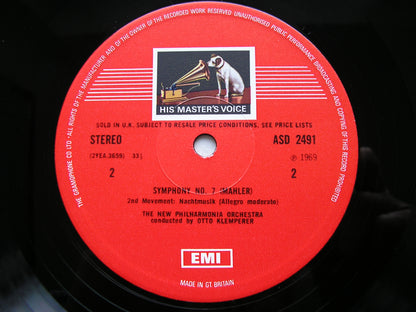 ALL RIGHTS OF THE MANUFACTURER AND OF THE OWNER OF THE RECORDED WORK RESERVED · UNAUTHORISED PUBLIC PERFORMANCE BROADCASTING AND COPYING OF THIS RECORD PROHIBITED
THE GRAMOPHONE CO LTD
HIS MASTER'S VOICE
SOLD IN U.K. SUBJECT TO RESALE PRICE CONDITIONS, SEE PRICE LISTS
STEREO ASD 2491
(2YEA.3659) 33⅓ ℗ 1969
2 2
SYMPHONY NO. 7 (MAHLER)
2nd Movement: Nachtmusik (Allegro moderato)
THE NEW PHILHARMONIA ORCHESTRA
conducted by OTTO KLEMPERER
EMI
MADE IN GT. BRITAIN